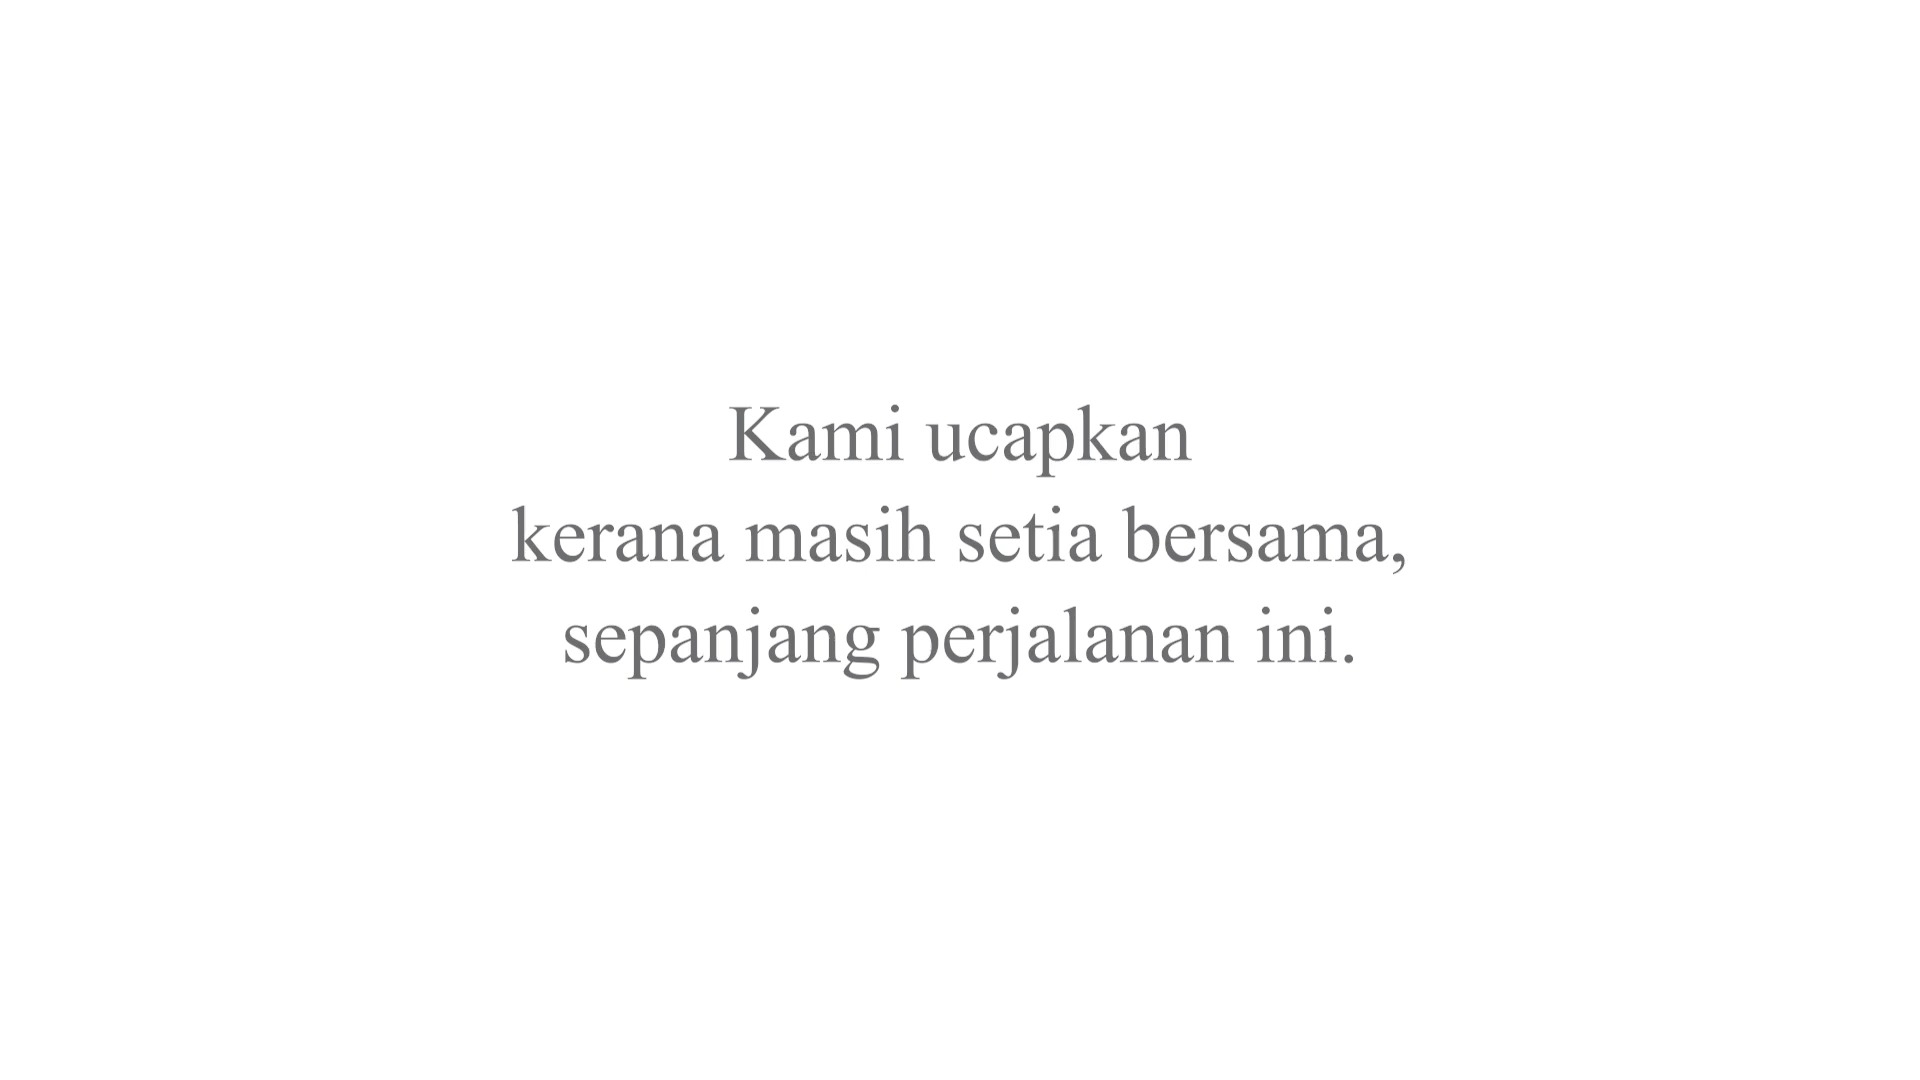 Kami ucapkan
kerana masih setia bersama,
sepanjang perjalanan ini.